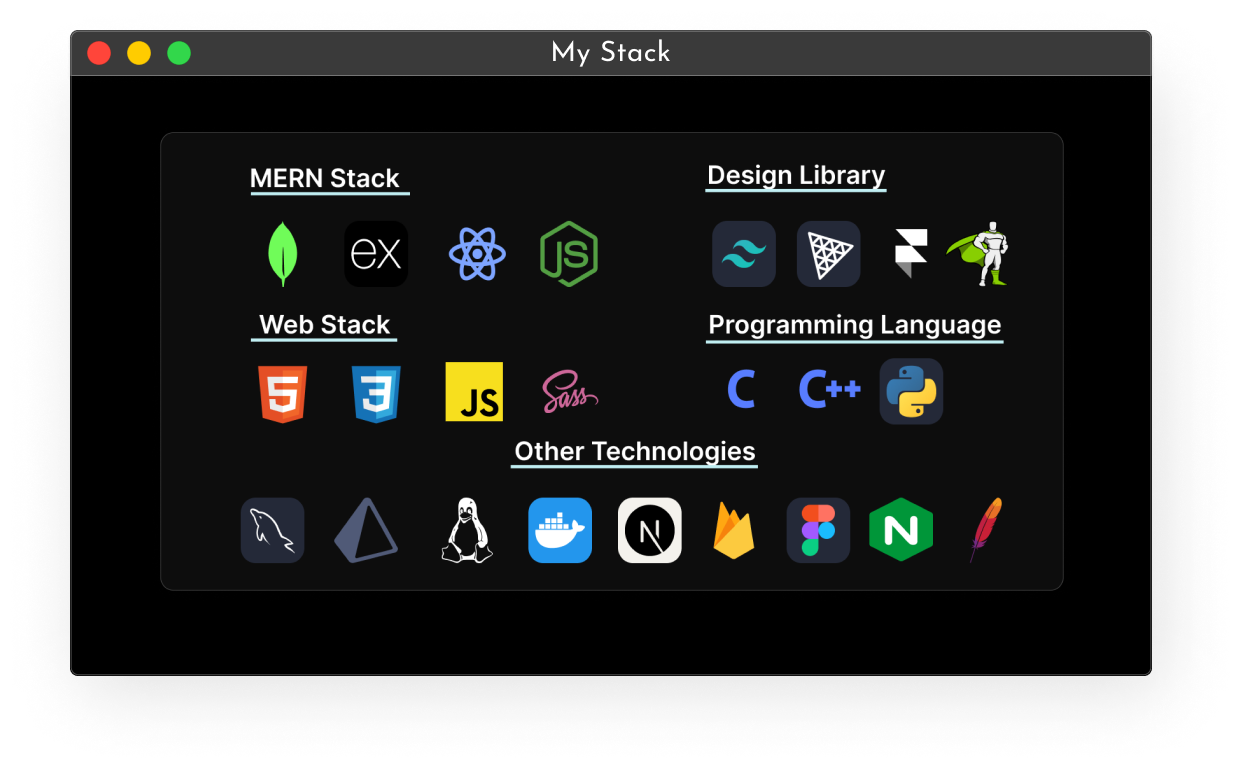 My Stack
MERN Stack
Design Library
ex
JS
Web Stack
Programming Language
5
3
JS
Sass
C
C++
Other Technologies
N
N